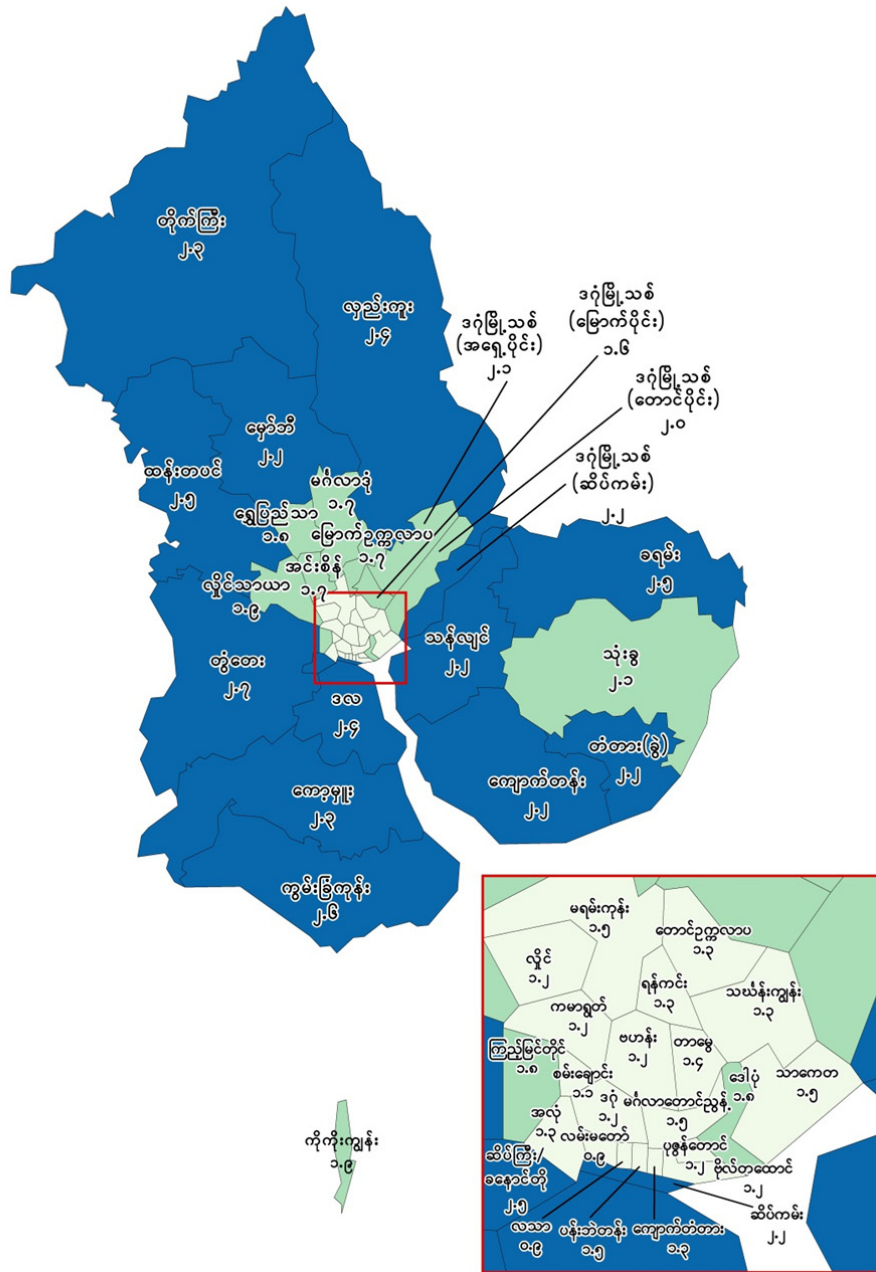 တိုက်ကြီး
၂.၃
လှည်းကူး
၂.၄
ဒဂုံမြို့သစ်
(အရှေ့ပိုင်း)
၂.၁
ဒဂုံမြို့သစ်
(မြောက်ပိုင်း)
၁.၆
ဒဂုံမြို့သစ်
(တောင်ပိုင်း)
၂.၀
ဒဂုံမြို့သစ်
(ဆိပ်ကမ်း)
၂.၂
မှော်ဘီ
၂.၂
ထန်းတပင်
၂.၅
မင်္ဂလာဒုံ
၁.၇
ရွှေပြည်သာ
၁.၈
မြောက်ဥက္ကလာပ
၁.၇
အင်းစိန်
၁.၇
လှိုင်သာယာ
၁.၉
ခရမ်း
၂.၅
သန်လျင်
၂.၂
သုံးခွ
၂.၁
တွံတေး
၂.၇
ဒလ
၂.၄
တံတား(ခွဲ)
၂.၂
ကျောက်တန်း
၂.၂
ကော့မှူး
၂.၃
ကွမ်းခြံကုန်း
၂.၆
ကိုကိုးကျွန်း
၁.၉
မရမ်းကုန်း
၁.၅
တောင်ဥက္ကလာပ
၁.၃
လှိုင်
၁.၂
ရန်ကင်း
၁.၃
သင်္ဃန်းကျွန်း
၁.၃
ကမာရွတ်
၁.၂
ဗဟန်း
၁.၂
တာမွေ
၁.၄
ကြည့်မြင်တိုင်
၁.၈
စမ်းချောင်း
၁.၁
ဒေါပုံ
၁.၈
သာကေတ
၁.၅
ဒဂုံ
၁.၂
မင်္ဂလာတောင်ညွန့်
၁.၅
အလုံ
၁.၃
လမ်းမတော်
၀.၉
ပုဇွန်တောင်
၁.၂
ဗိုလ်တထောင်
၁.၂
ဆိပ်ကြီး/
ခနောင်တို
၂.၅
ဆိပ်ကမ်း
၂.၂
လသာ
၀.၉
ပန်းဘဲတန်း
၁.၅
ကျောက်တံတား
၁.၃